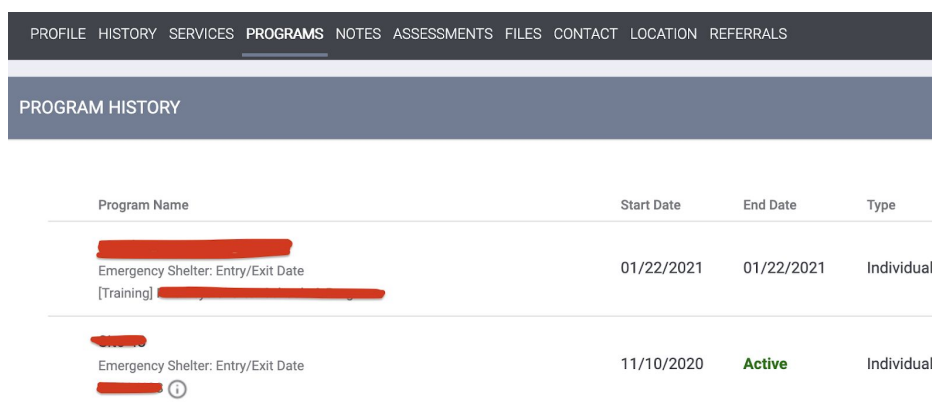 PROFILE HISTORY SERVICES PROGRAMS NOTES ASSESSMENTS FILES CONTACT LOCATION REFERRALS
PROGRAM HISTORY
Program Name Start Date End Date Type
Emergency Shelter: Entry/Exit Date 01/22/2021 01/22/2021 Individual
[Training]
Emergency Shelter: Entry/Exit Date 11/10/2020 Active Individual